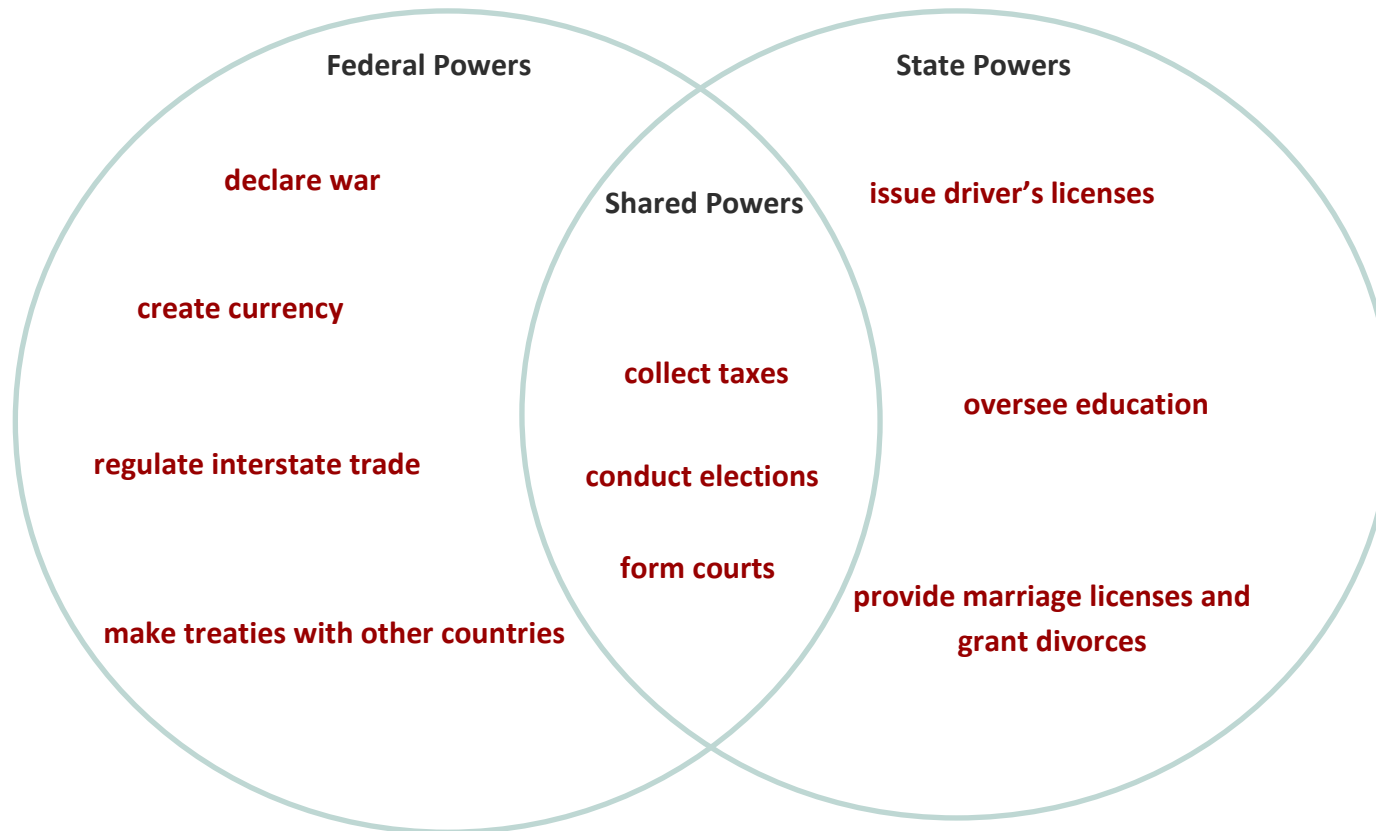 Federal Powers
declare war
create currency
regulate interstate trade
make treaties with other countries
Shared Powers
collect taxes
conduct elections
form courts
State Powers
issue driver’s licenses
oversee education
provide marriage licenses and
grant divorces